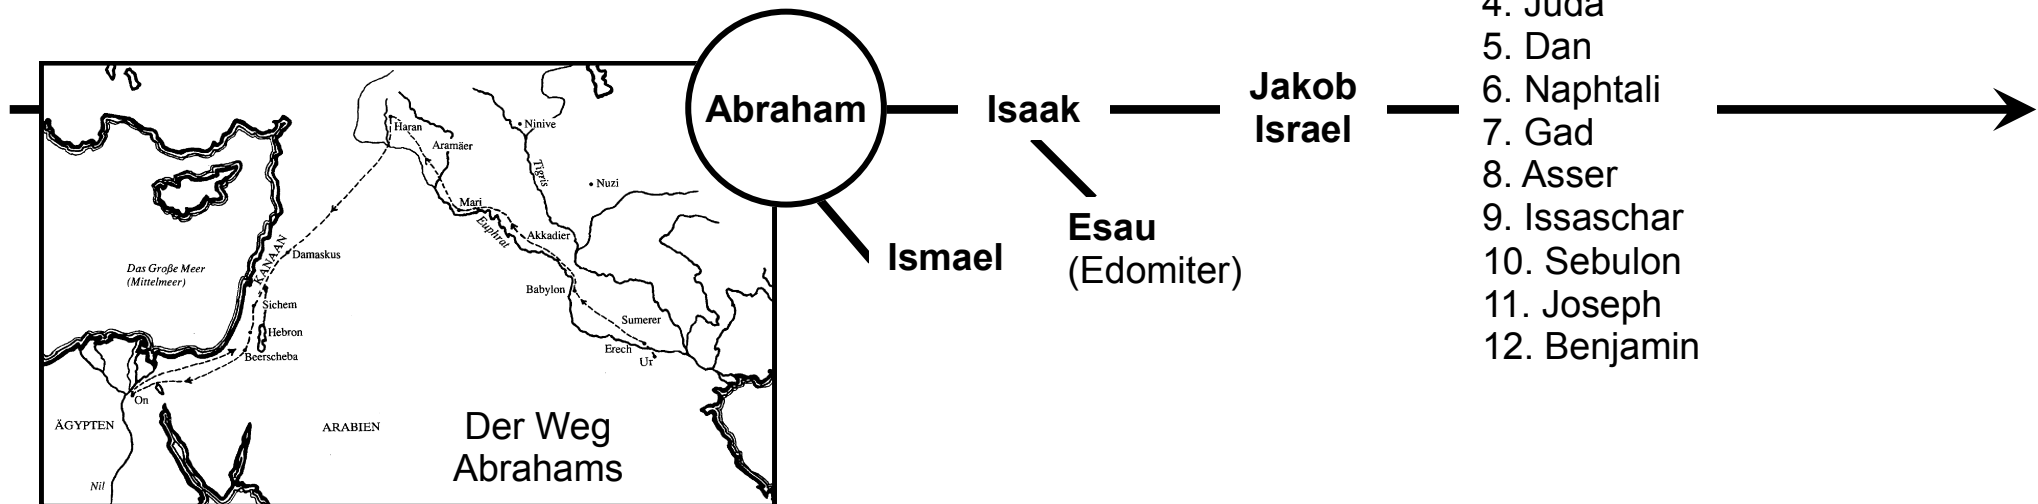 4. Juda
5. Dan
6. Naphtali
7. Gad
8. Asser
9. Issaschar
10. Sebulon
11. Joseph
12. Benjamin
Abraham
Isaak
Jakob
Israel
Ismael
Esau
(Edomiter)
Haran
Ninive
Aramäer
Tigris
Nuzi
Mari
Euphrat
Akkadier
KANAAN
Damaskus
Das Große Meer
(Mittelmeer)
Babylon
Sichem
Sumerer
Hebron
Erech
Beerscheba
Ur
On
ÄGYPTEN
ARABIEN
Nil
Der Weg
Abrahams